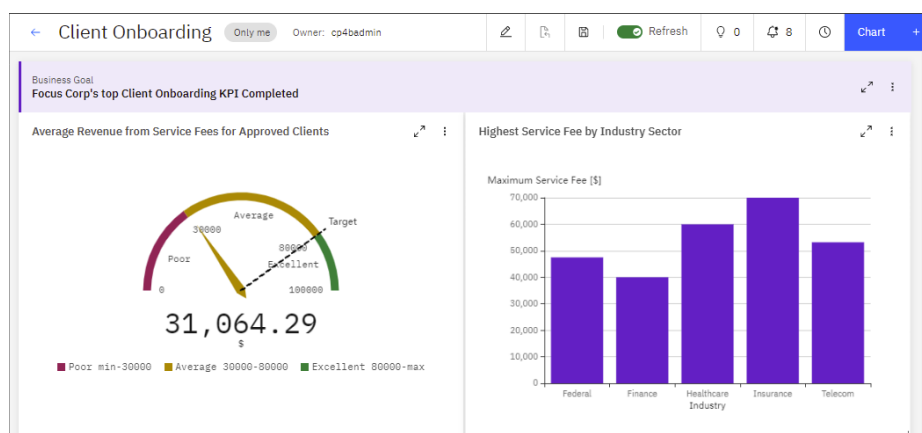 Client Onboarding Only me Owner: cp4badmin Refresh 0 8 Chart +
Business Goal
Focus Corp's top Client Onboarding KPI Completed
Average Revenue from Service Fees for Approved Clients
Average
Target
30000
80000
Poor
Excellent
0 100000
31,064.29
$
Poor min-30000 Average 30000-80000 Excellent 80000-max
Highest Service Fee by Industry Sector
Maximum Service Fee [$]
70,000
60,000
50,000
40,000
30,000
20,000
10,000
0
Federal Finance Healthcare Insurance Telecom
Industry